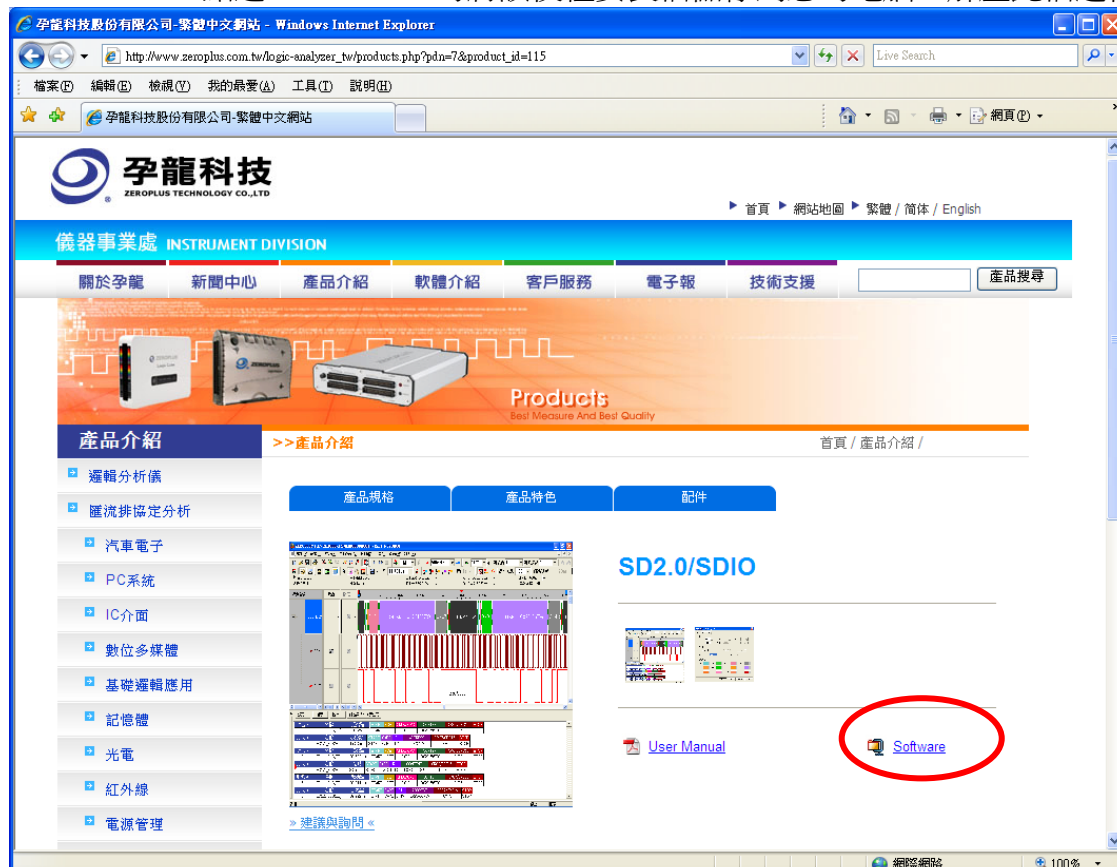 孕龍科技股份有限公司-繁體中文網站 - Windows Internet Explorer
http://www.zeroplus.com.tw/logic-analyzer_tw/products.php?pdn=7&product_id=115
Live Search
檔案(F) 編輯(E) 檢視(V) 我的最愛(A) 工具(T) 說明(H)
孕龍科技股份有限公司-繁體中文網站
網頁(P)
孕龍科技
ZEROPLUS TECHNOLOGY CO.,LTD
首頁 網站地圖 繁體 / 简体 / English
儀器事業處 INSTRUMENT DIVISION
關於孕龍 新聞中心 產品介紹 軟體介紹 客戶服務 電子報 技術支援 產品搜尋
Products
Best Measure And Best Quality
產品介紹
>>產品介紹
首頁 / 產品介紹 /
邏輯分析儀
匯流排協定分析
汽車電子
PC系統
IC介面
數位多媒體
基礎邏輯應用
記憶體
光電
紅外線
電源管理
產品規格 產品特色 配件
SD2.0/SDIO
User Manual
Software
» 建議與詢問 «
網際網路
100%